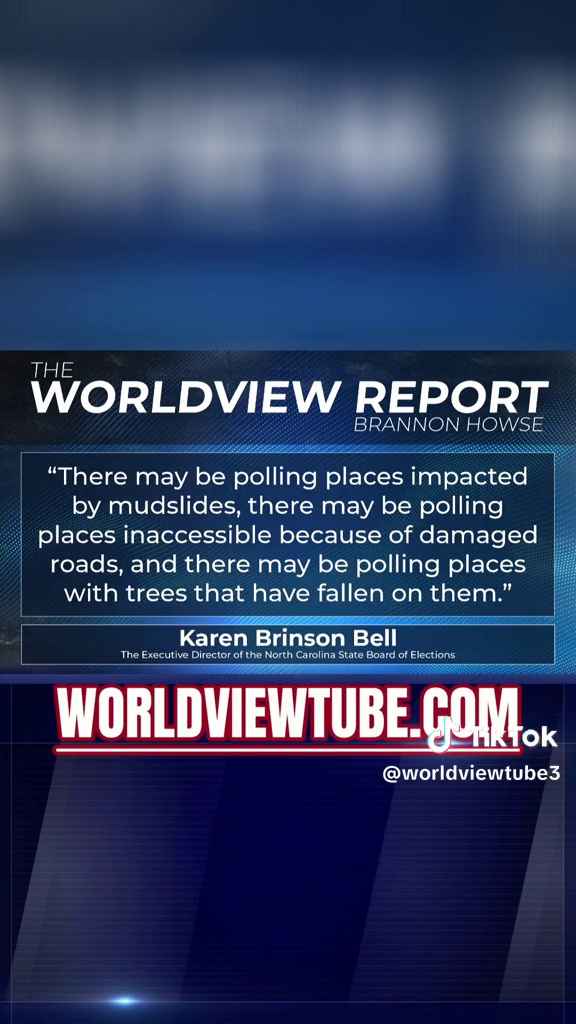 THE
WORLDVIEW REPORT
BRANNON HOWSE
“There may be polling places impacted
by mudslides, there may be polling
places inaccessible because of damaged
roads, and there may be polling places
with trees that have fallen on them.”
Karen Brinson Bell
The Executive Director of the North Carolina State Board of Elections
WORLDVIEWTUBE.COM
TikTok
@worldviewtube3